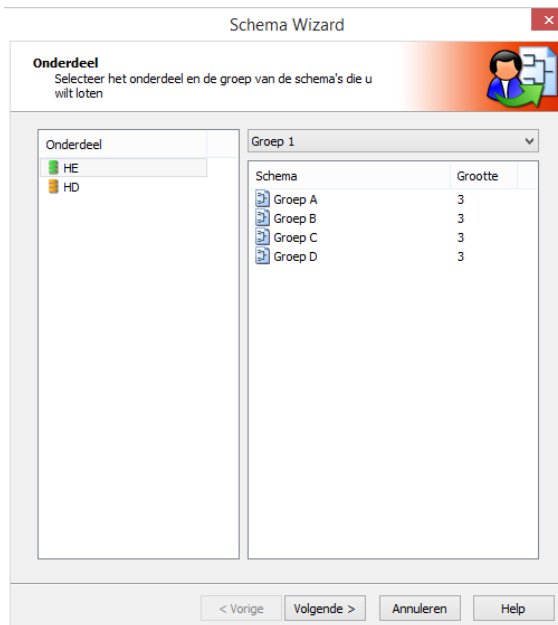 Schema Wizard
Onderdeel
Selecteer het onderdeel en de groep van de schema's die u
wilt loten
Onderdeel
HE
HD
Groep 1
Schema Grootte
Groep A 3
Groep B 3
Groep C 3
Groep D 3
< Vorige Volgende > Annuleren Help